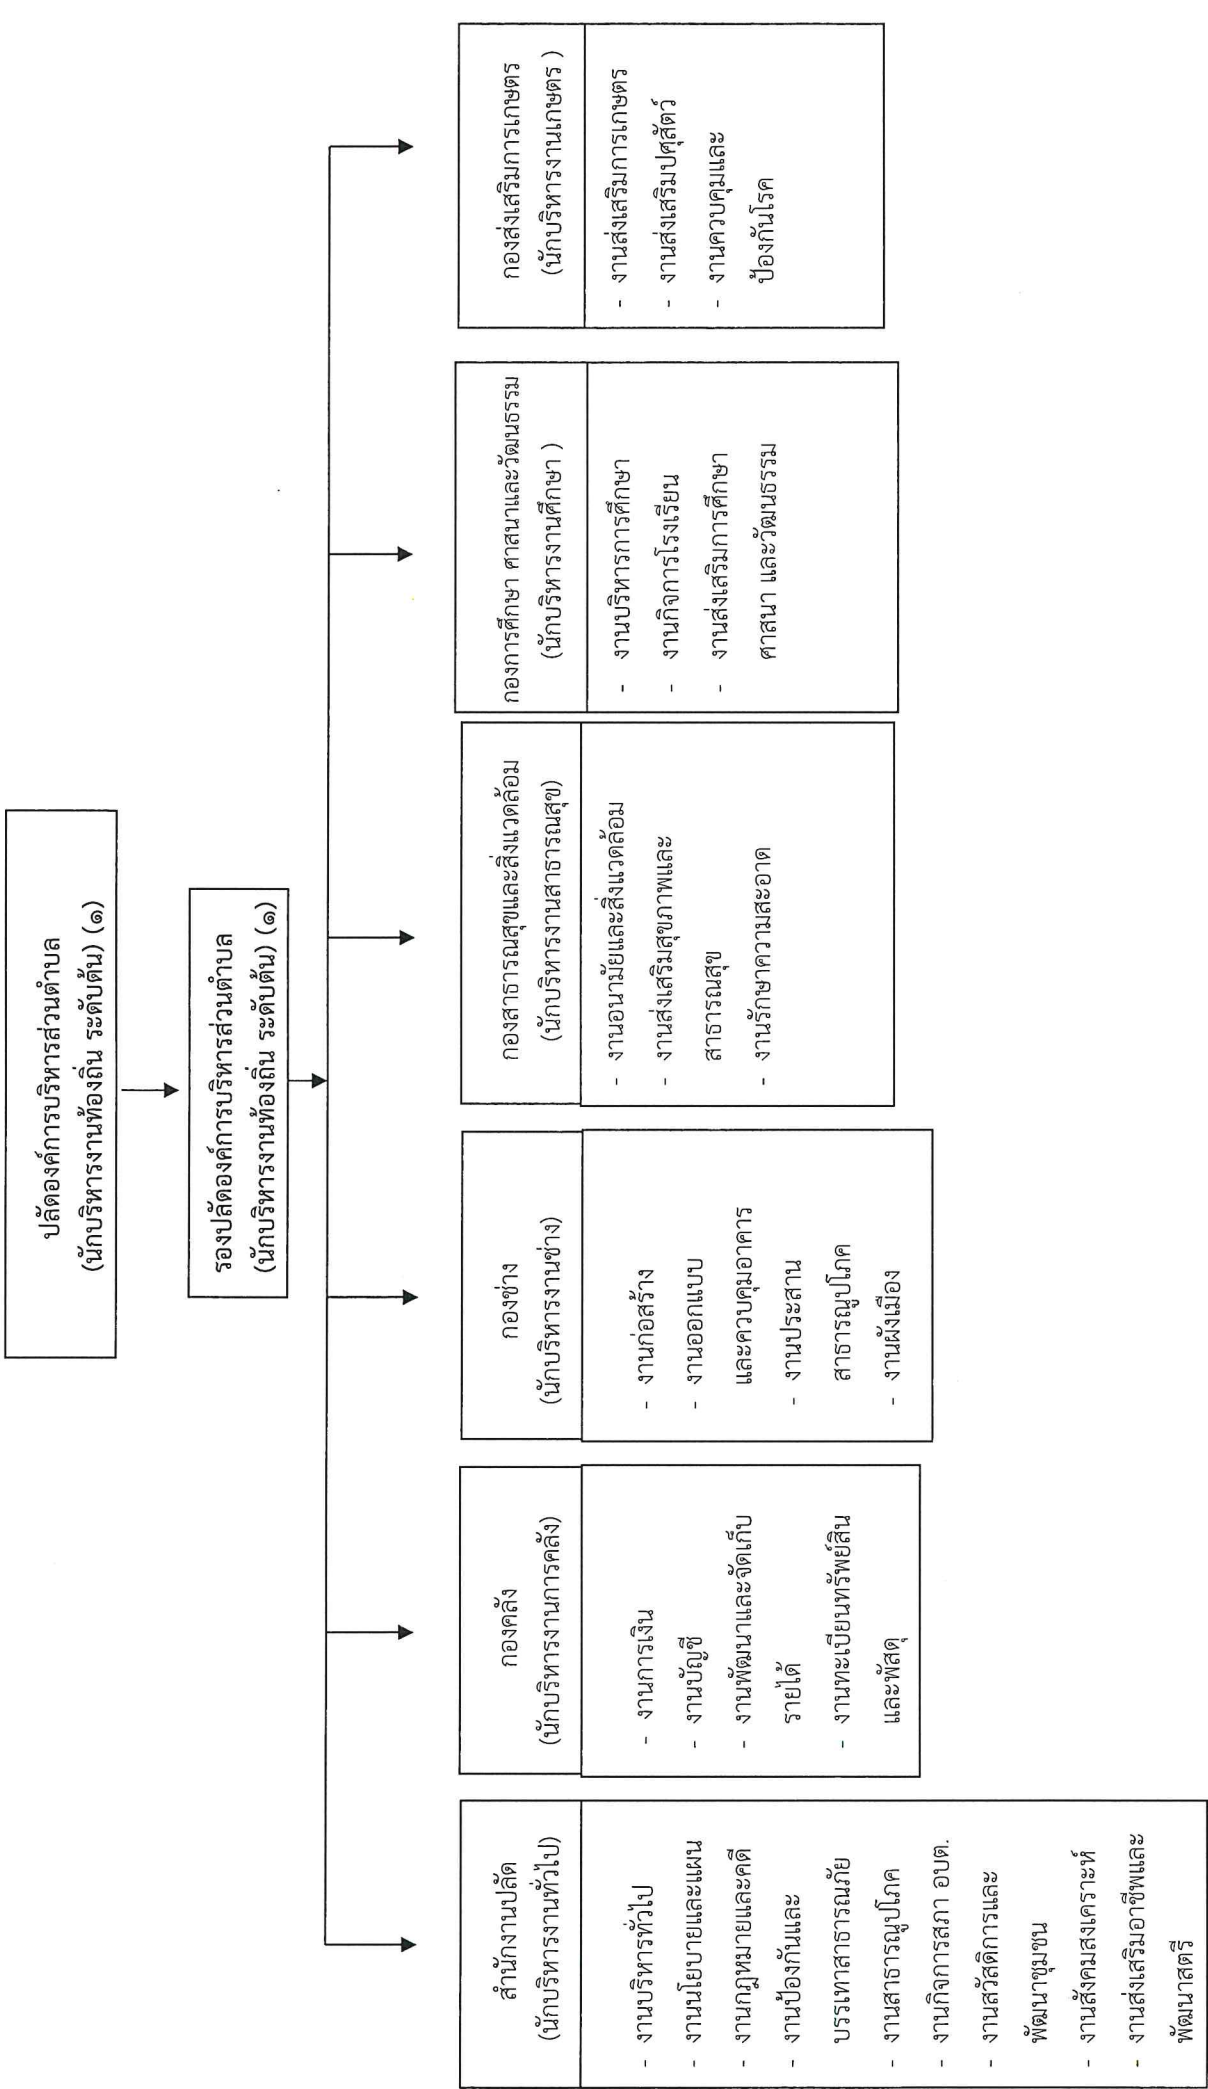 ปลัดองค์การบริหารส่วนตำบล
(นักบริหารงานท้องถิ่น ระดับต้น) (๑)
รองปลัดองค์การบริหารส่วนตำบล
(นักบริหารงานท้องถิ่น ระดับต้น) (๑)
สำนักงานปลัด
(นักบริหารงานทั่วไป)
- งานบริหารทั่วไป
- งานนโยบายและแผน
- งานกฎหมายและคดี
- งานป้องกันและ
บรรเทาสาธารณภัย
- งานสาธารณูปโภค
- งานกิจการสภา อบต.
- งานสวัสดิการและ
พัฒนาชุมชน
- งานสังคมสงเคราะห์
- งานส่งเสริมอาชีพและ
พัฒนาสตรี
กองคลัง
(นักบริหารงานการคลัง)
- งานการเงิน
- งานบัญชี
- งานพัฒนาและจัดเก็บ
รายได้
- งานทะเบียนทรัพย์สิน
และพัสดุ
กองช่าง
(นักบริหารงานช่าง)
- งานก่อสร้าง
- งานออกแบบ
และควบคุมอาคาร
- งานประสาน
สาธารณูปโภค
- งานผังเมือง
กองสาธารณสุขและสิ่งแวดล้อม
(นักบริหารงานสาธารณสุข)
- งานอนามัยและสิ่งแวดล้อม
- งานส่งเสริมสุขภาพและ
สาธารณสุข
- งานรักษาความสะอาด
กองการศึกษา ศาสนาและวัฒนธรรม
(นักบริหารงานศึกษา )
- งานบริหารการศึกษา
- งานกิจการโรงเรียน
- งานส่งเสริมการศึกษา
ศาสนา และวัฒนธรรม
กองส่งเสริมการเกษตร
(นักบริหารงานเกษตร )
- งานส่งเสริมการเกษตร
- งานส่งเสริมปศุสัตว์
- งานควบคุมและ
ป้องกันโรค